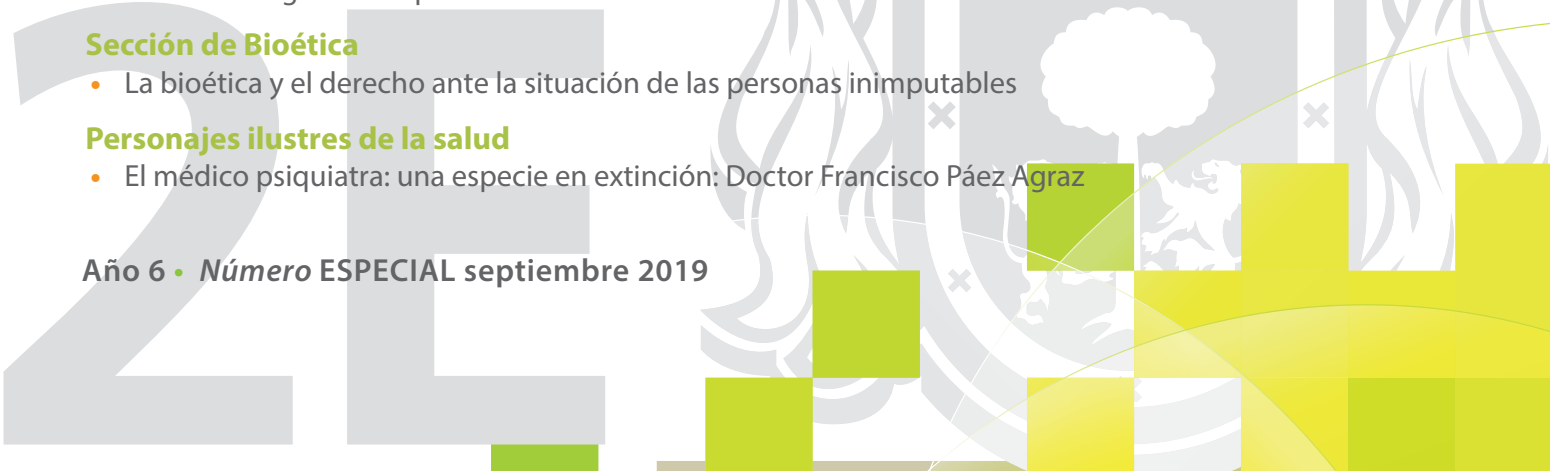 Sección de Bioética
• La bioética y el derecho ante la situación de las personas inimputables
Personajes ilustres de la salud
• El médico psiquiatra: una especie en extinción: Doctor Francisco Páez Agraz
Año 6 • Número ESPECIAL septiembre 2019
2E